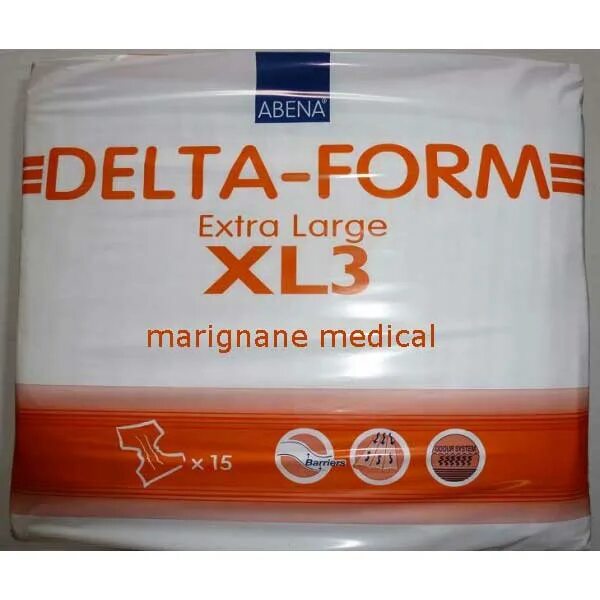 ABENA®
DELTA-FORM
Extra Large
XL3
marignane medical
x 15
Barriers
ODOUR SYSTEM